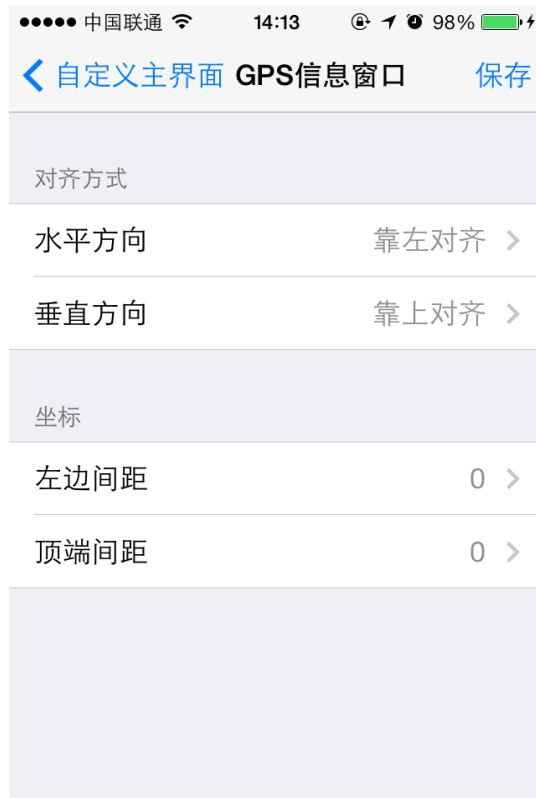 中国联通 14:13 98%
自定义主界面 GPS信息窗口 保存
对齐方式
水平方向 靠左对齐
垂直方向 靠上对齐
坐标
左边间距 0
顶端间距 0